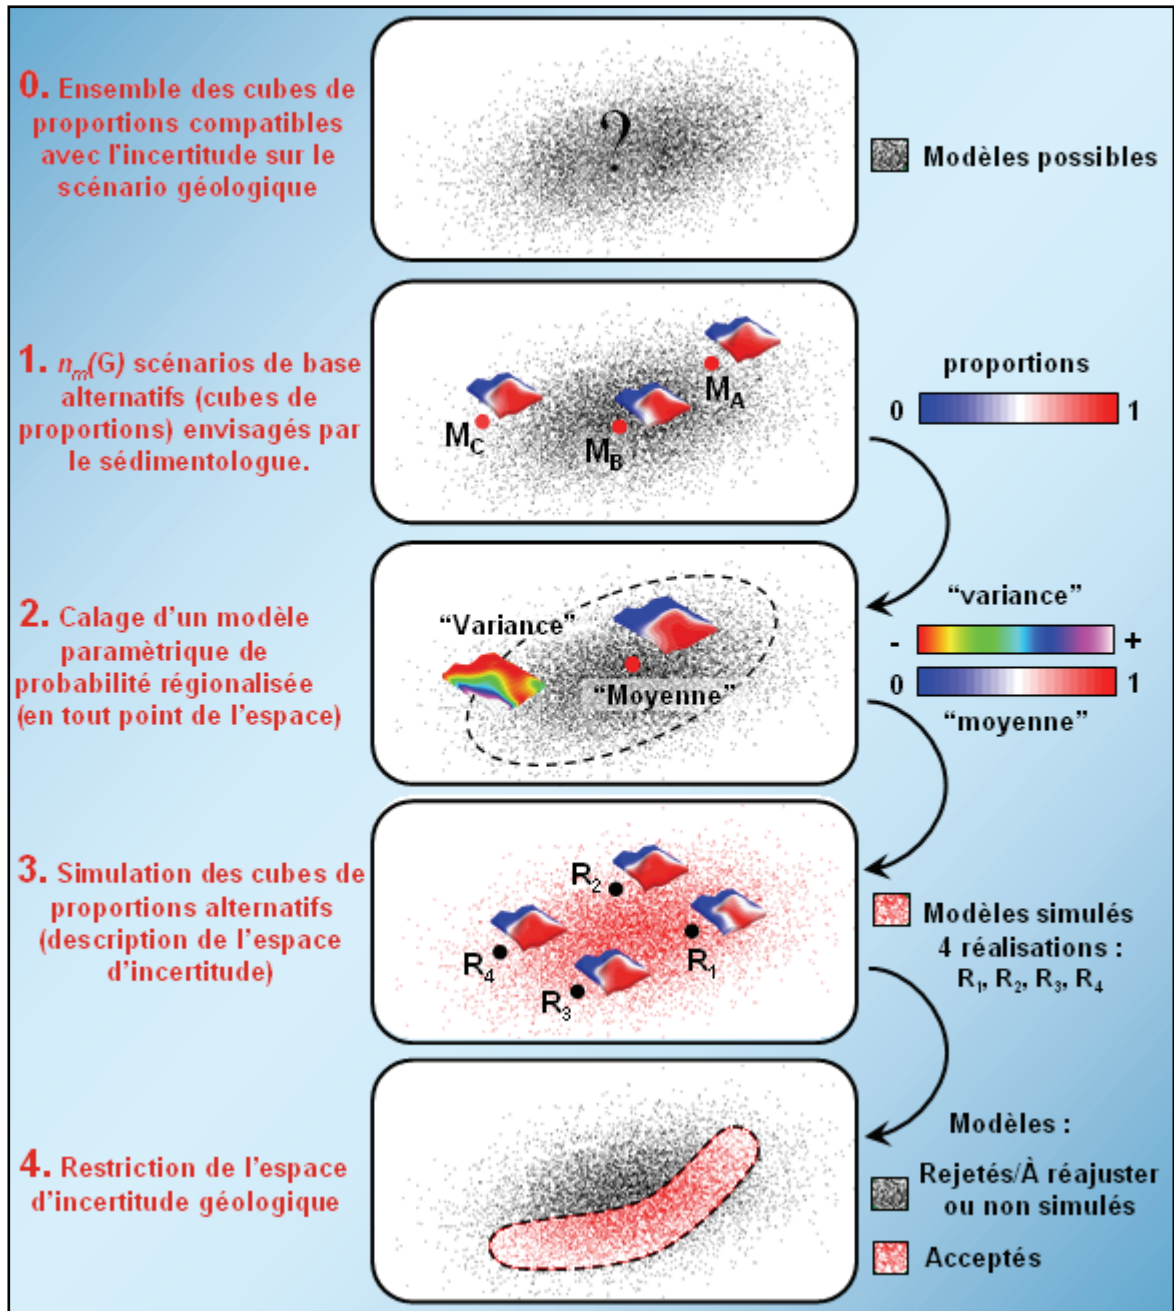 0. Ensemble des cubes de
proportions compatibles
avec l'incertitude sur le
scénario géologique
?
Modèles possibles
1. nm(G) scénarios de base
alternatifs (cubes de
proportions) envisagés par
le sédimentologue.
MC
MB
MA
proportions
0 1
2. Calage d'un modèle
paramètrique de
probabilité régionalisée
(en tout point de l'espace)
“Variance”
“Moyenne”
“variance”
- +
0 1
“moyenne”
3. Simulation des cubes de
proportions alternatifs
(description de l'espace
d'incertitude)
R2
R4
R1
R3
Modèles simulés
4 réalisations :
R1, R2, R3, R4
4. Restriction de l'espace
d'incertitude géologique
Modèles :
Rejetés/À réajuster
ou non simulés
Acceptés